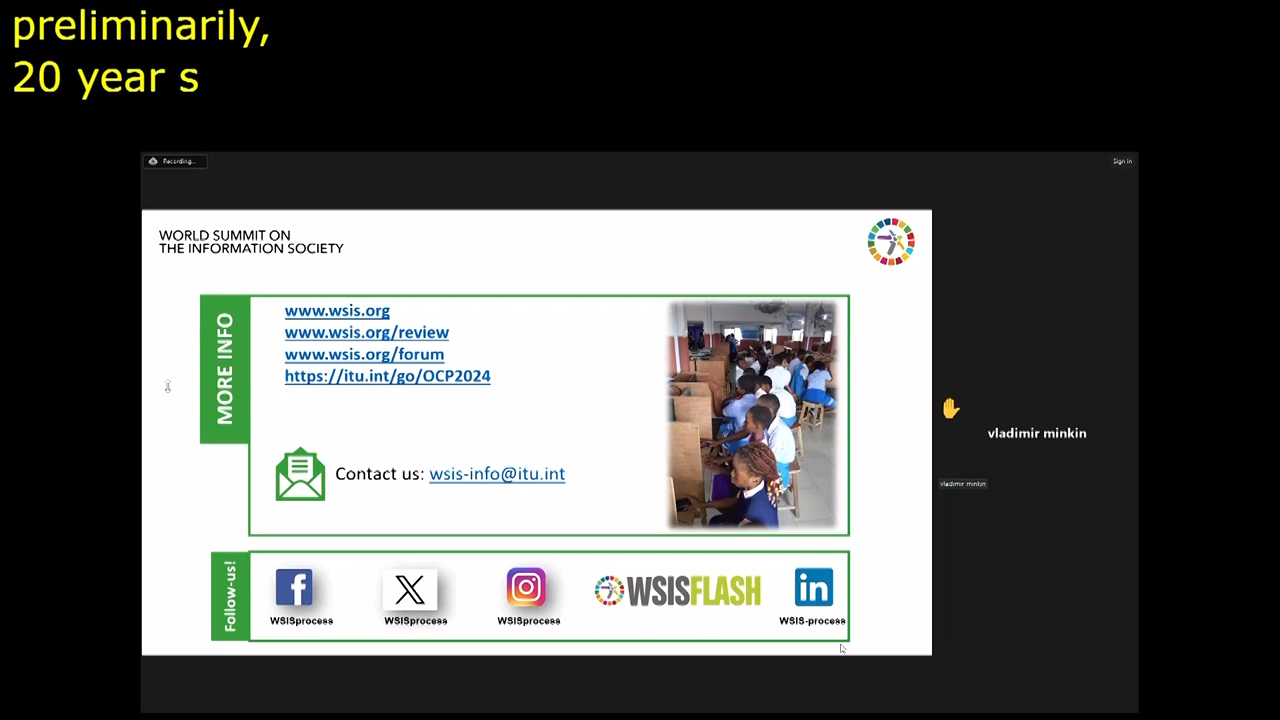 preliminarily,
20 year s
Recording...
Sign in
WORLD SUMMIT ON
THE INFORMATION SOCIETY
MORE INFO
www.wsis.org
www.wsis.org/review
www.wsis.org/forum
https://itu.int/go/OCP2024
Contact us: wsis-info@itu.int
vladimir minkin
vladimir minkin
Follow-us!
WSISFLASH
WSISprocess
WSISprocess
WSISprocess
WSIS-process